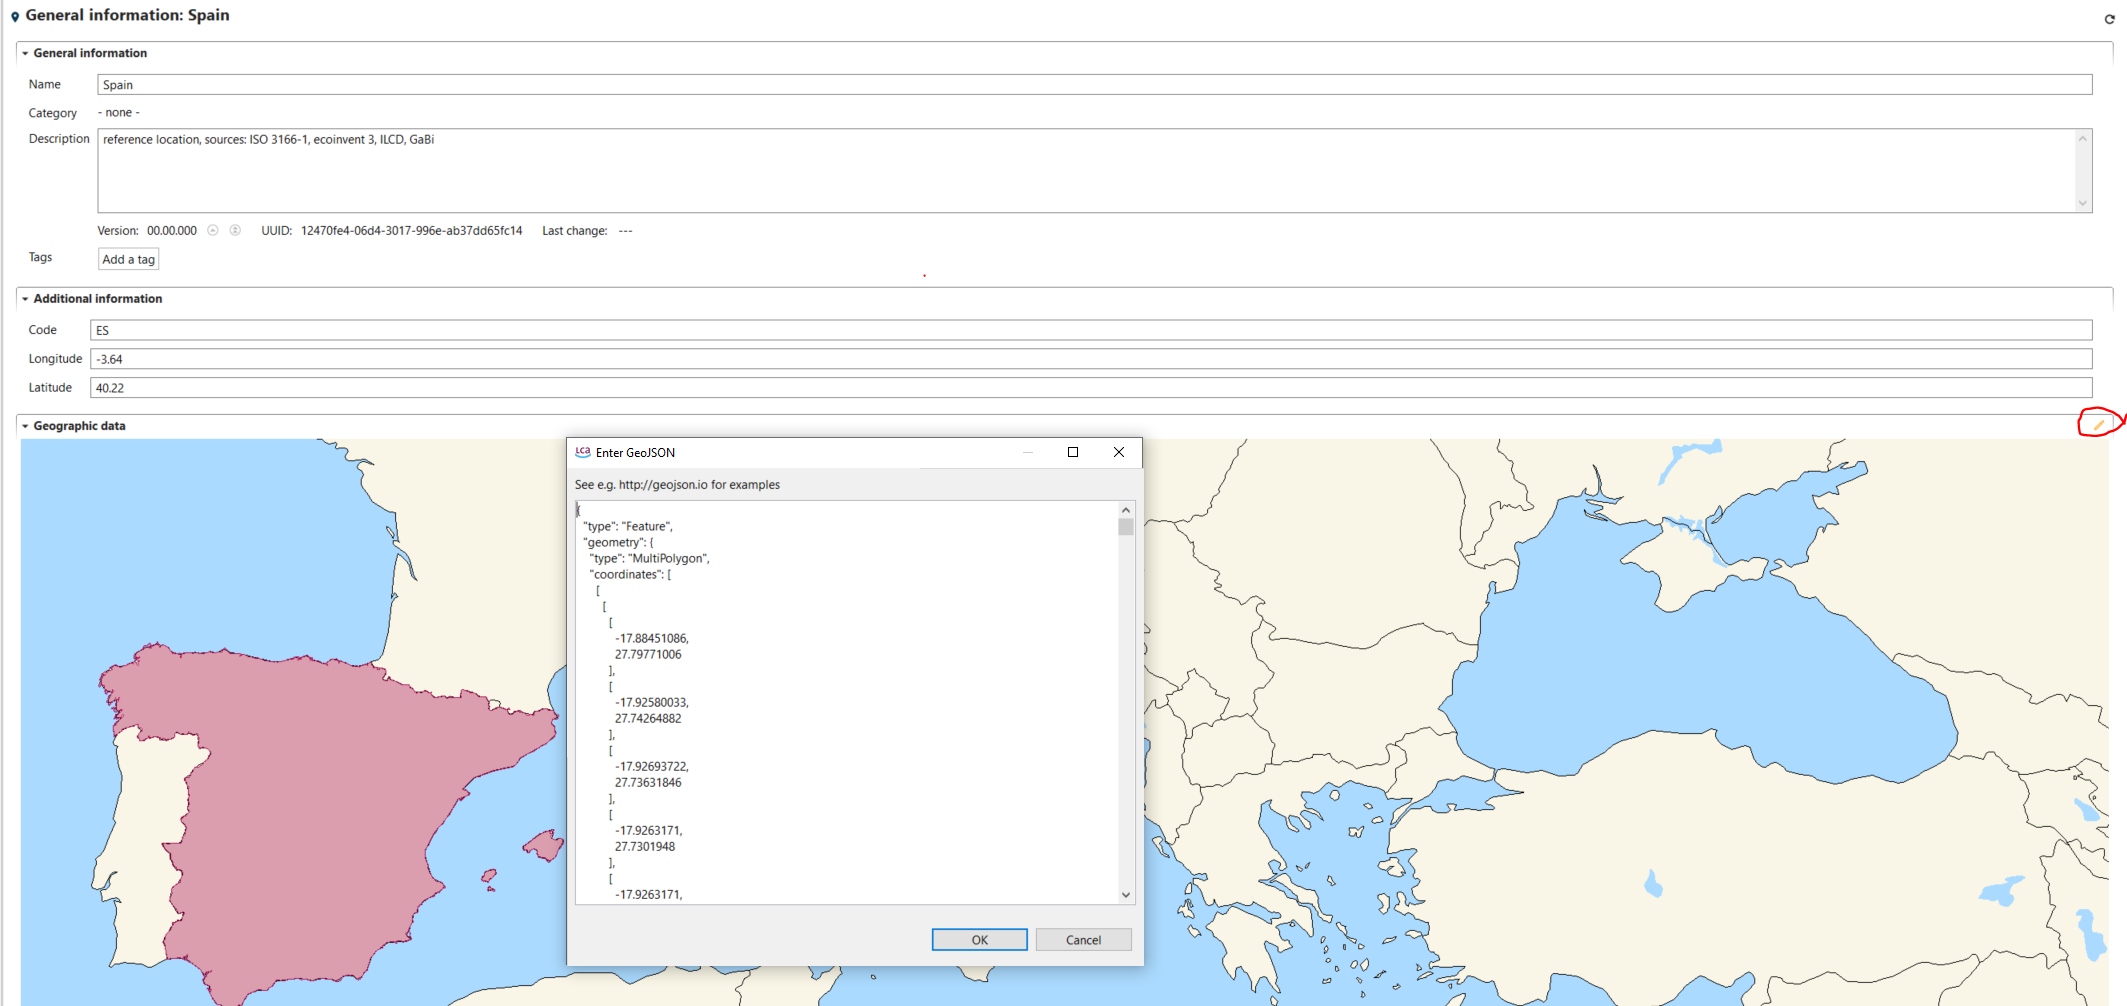 General information: Spain
General information
Name Spain
Category - none -
Description reference location, sources: ISO 3166-1, ecoinvent 3, ILCD, GaBi
Version: 00.00.000 UUID: 12470fe4-06d4-3017-996e-ab37dd65fc14 Last change: ---
Tags Add a tag
Additional information
Code ES
Longitude -3.64
Latitude 40.22
Geographic data
LCA Enter GeoJSON
See e.g. http://geojson.io for examples
{
"type": "Feature",
"geometry": {
"type": "MultiPolygon",
"coordinates": [
[
[
[
-17.88451086,
27.79771006
],
[
-17.92580033,
27.74264882
],
[
-17.92693722,
27.73631846
],
[
-17.9263171,
27.7301948
],
[
-17.9263171,
OK Cancel